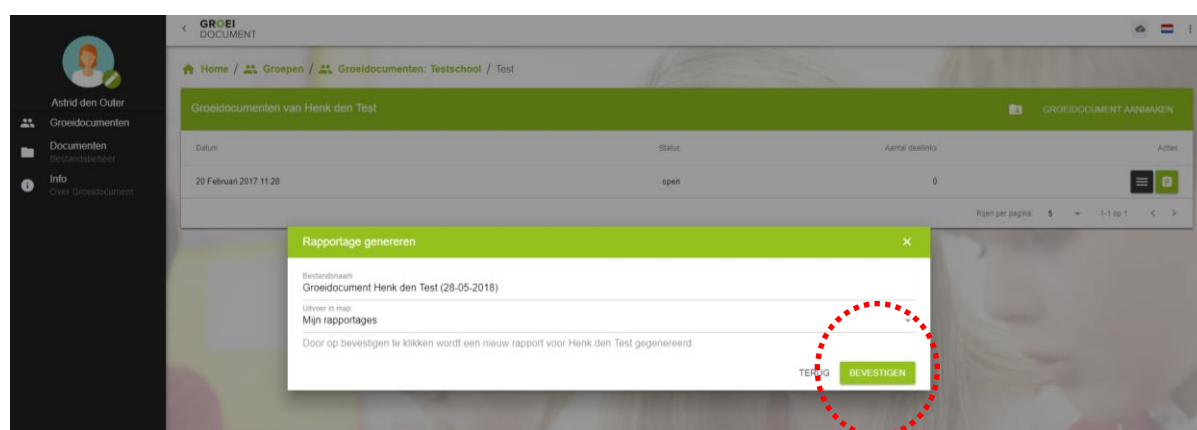 GROEI
DOCUMENT
Home / Groepen / Groeidocumenten: Testschool / Test
Astrid den Outer
Groeidocumenten
Documenten
Bestandsbeheer
Info
Over Groeidocument
Groeidocumenten van Henk den Test
GROEIDOCUMENT AANMAKEN
Datum Status Aantal deellinks Acties
20 Februari 2017 11:28 open 0
Rijen per pagina: 5 1-1 op 1
Rapportage genereren
Bestandsnaam
Groeidocument Henk den Test (28-05-2018)
Uitvoer in map
Mijn rapportages
Door op bevestigen te klikken wordt een nieuw rapport voor Henk den Test gegenereerd.
TERUG BEVESTIGEN